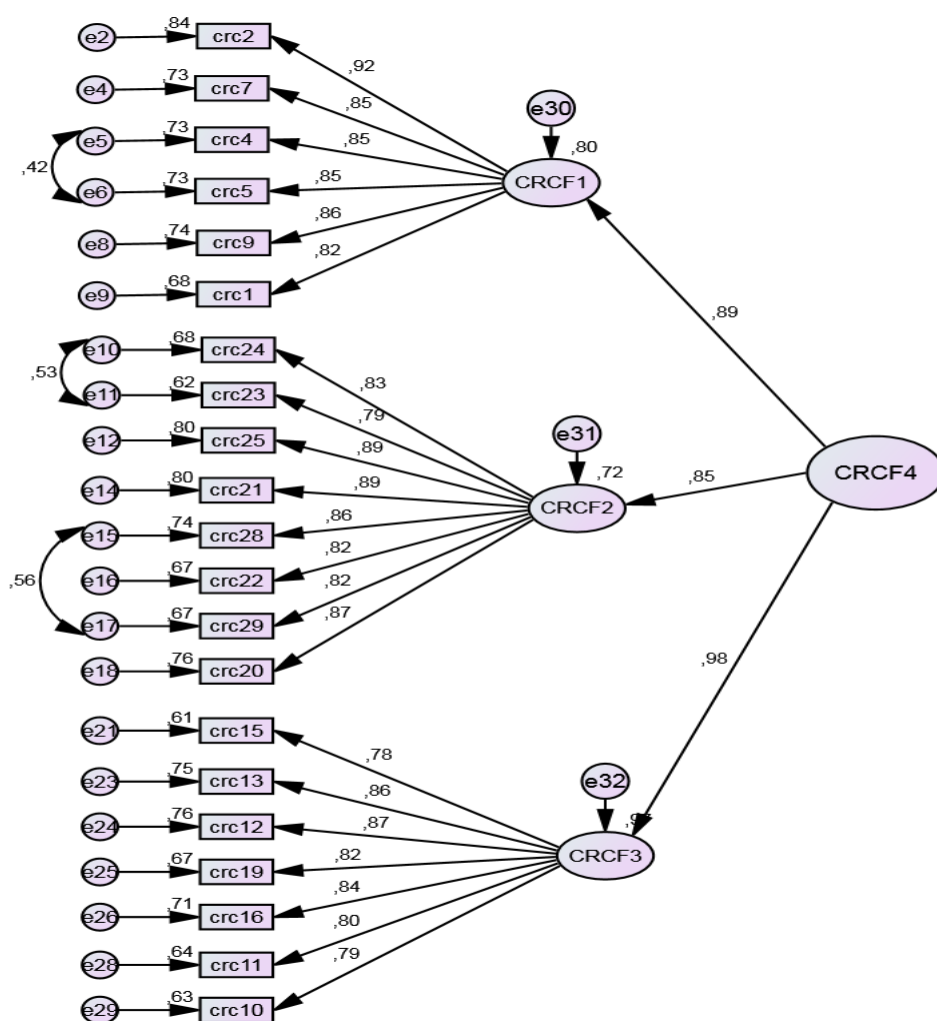 e2 ,84 crc2 ,92
e4 ,73 crc7 ,85
e5 ,73 crc4 ,85
,42
e6 ,73 crc5 ,85
e8 ,74 crc9 ,86
e9 ,68 crc1 ,82
e30
,80
CRCF1
,89
e10 ,68 crc24 ,83
,53
e11 ,62 crc23 ,79
e12 ,80 crc25 ,89
e14 ,80 crc21 ,89
e15 ,74 crc28 ,86
,56
e16 ,67 crc22 ,82
e17 ,67 crc29 ,82
e18 ,76 crc20 ,87
e31
,72
CRCF2
,85
CRCF4
,98
e21 ,61 crc15 ,78
e23 ,75 crc13 ,86
e24 ,76 crc12 ,87
e25 ,67 crc19 ,82
e26 ,71 crc16 ,84
e28 ,64 crc11 ,80
e29 ,63 crc10 ,79
e32
CRCF3